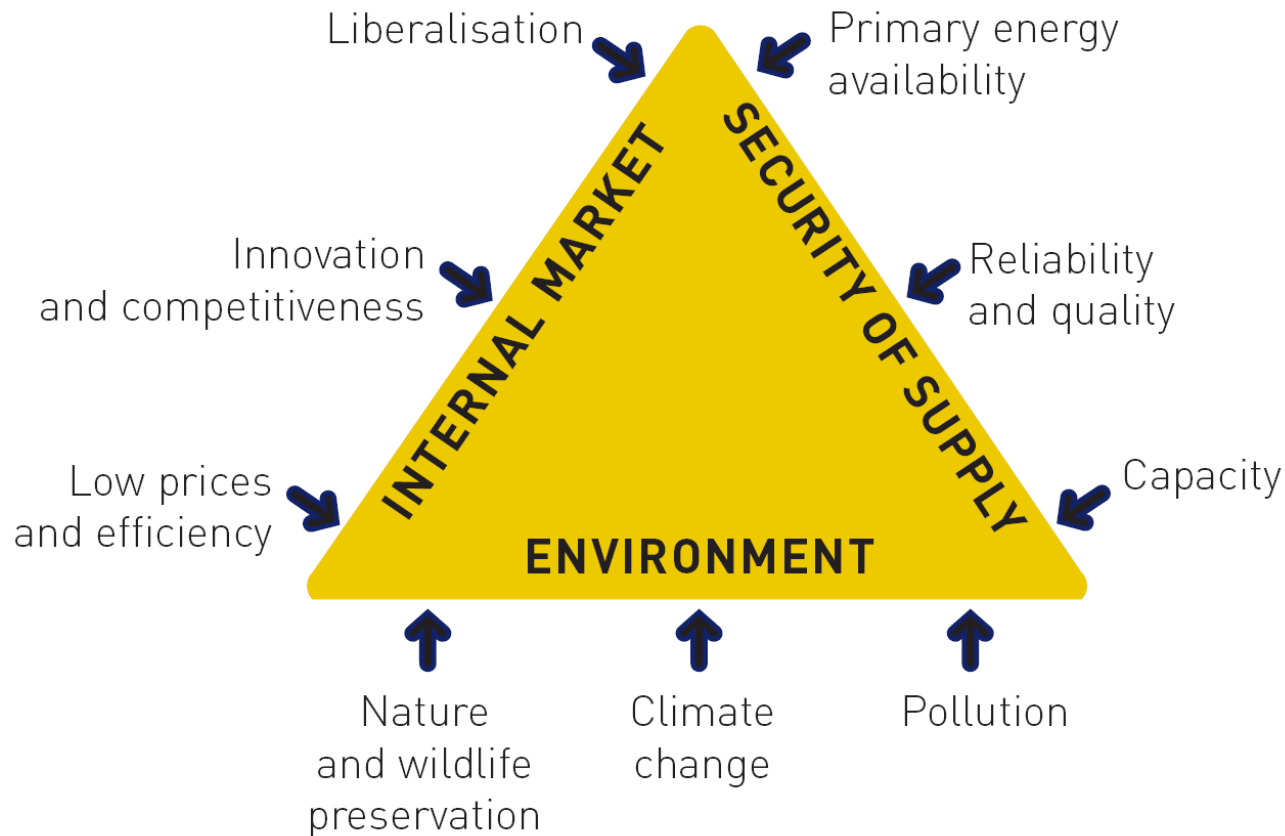 Liberalisation
Primary energy
availability
INTERNAL MARKET
SECURITY OF SUPPLY
Innovation
and competitiveness
Reliability
and quality
Low prices
and efficiency
Capacity
ENVIRONMENT
Nature
and wildlife
preservation
Climate
change
Pollution